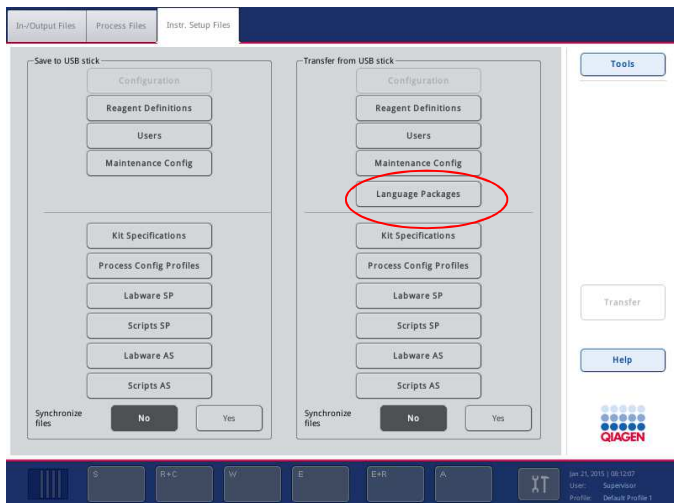 In-/Output Files
Process Files
Instr. Setup Files
Save to USB stick
Configuration
Reagent Definitions
Users
Maintenance Config
Kit Specifications
Process Config Profiles
Labware SP
Scripts SP
Labware AS
Scripts AS
Synchronize
files
No
Yes
Transfer from USB stick
Configuration
Reagent Definitions
Users
Maintenance Config
Language Packages
Kit Specifications
Process Config Profiles
Labware SP
Scripts SP
Labware AS
Scripts AS
Synchronize
files
No
Yes
Tools
Transfer
Help
QIAGEN
S
R+C
W
E
E+R
A
Jan 21, 2015 | 08:12:07
User: Supervisor
Profile: Default Profile 1